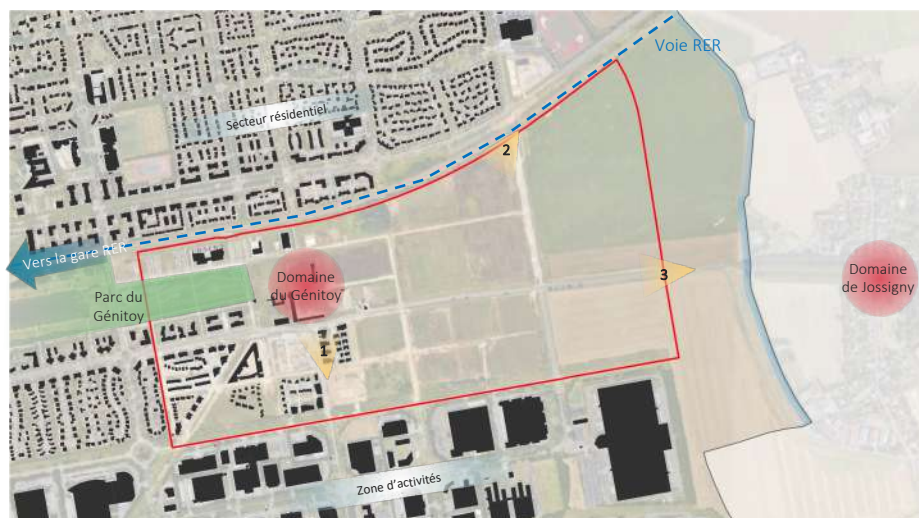 Voie RER
Secteur résidentiel
2
Vers la gare RER
Domaine
du Génitoy
3
Domaine
de Jossigny
Parc du
Génitoy
1
Zone d'activités